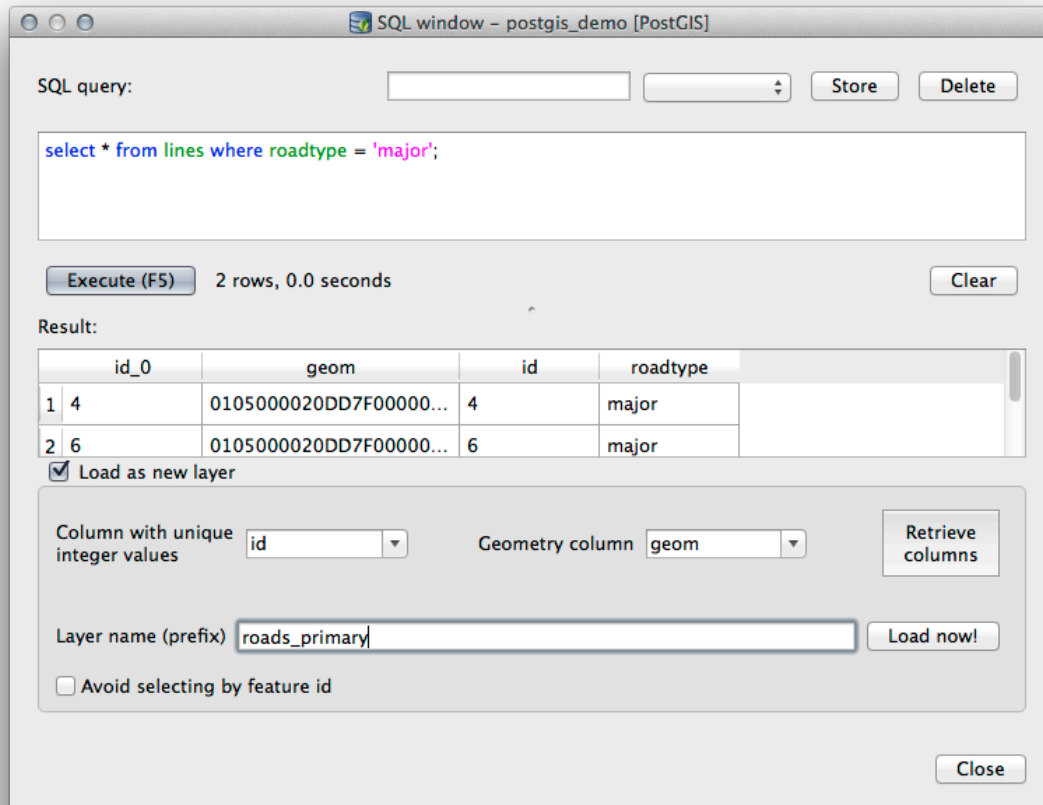 SQL window - postgis_demo [PostGIS]
SQL query:
Store
Delete
select * from lines where roadtype = 'major';
Execute (F5)
2 rows, 0.0 seconds
Clear
Result:
id_0 geom id roadtype
1 4 0105000020DD7F00000... 4 major
2 6 0105000020DD7F00000... 6 major
Load as new layer
Column with unique
integer values
id
Geometry column
geom
Retrieve
columns
Layer name (prefix)
roads_primary
Load now!
Avoid selecting by feature id
Close